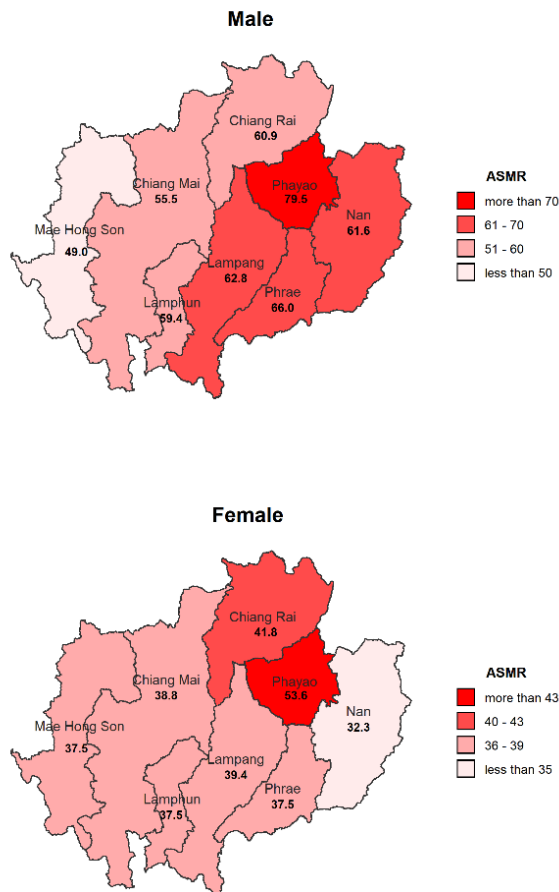 Male
Chiang Rai
60.9
Chiang Mai
55.5
Phayao
79.5
Nan
61.6
Mae Hong Son
49.0
Lampang
62.8
Lamphun
59.4
Phrae
66.0
ASMR
more than 70
61 - 70
51 - 60
less than 50
Female
Chiang Rai
41.8
Chiang Mai
38.8
Phayao
53.6
Nan
32.3
Mae Hong Son
37.5
Lampang
39.4
Lamphun
37.5
Phrae
37.5
ASMR
more than 43
40 - 43
36 - 39
less than 35